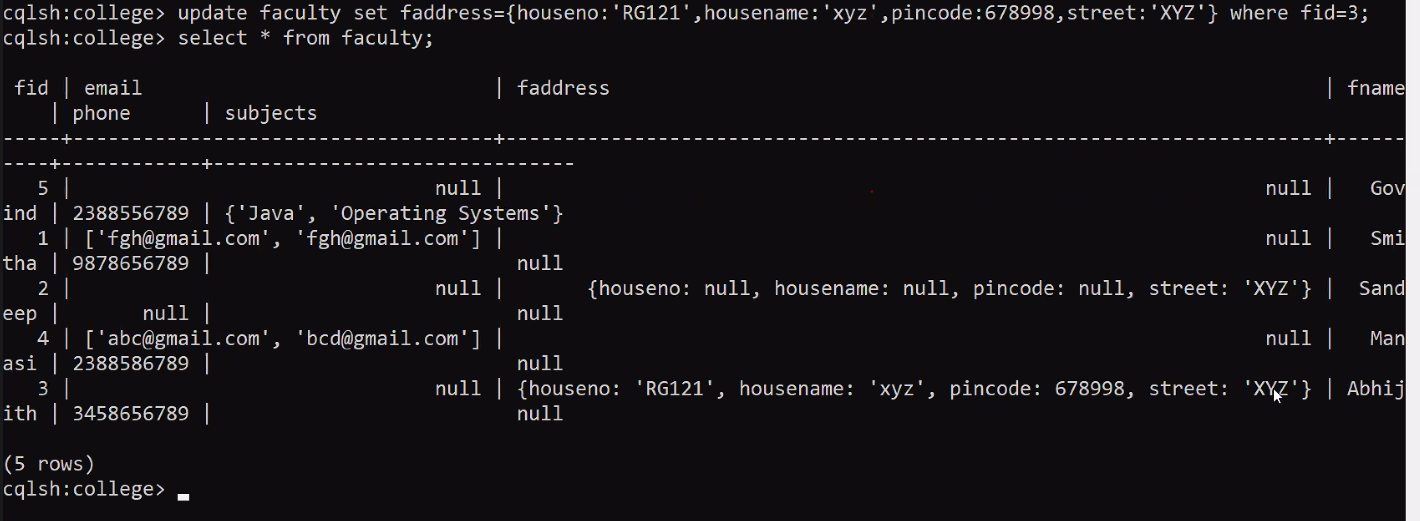 cqlsh:college> update faculty set faddress={houseno:'RG121',housename:'xyz',pincode:678998,street:'XYZ'} where fid=3;
cqlsh:college> select * from faculty;
 fid | email                              | faddress                                                             | fname
    | phone      | subjects
-----+------------------------------------+----------------------------------------------------------------------+------
----+------------+-------------------------------
   5 |                               null |                                                                 null |   Gov
ind | 2388556789 | {'Java', 'Operating Systems'}
   1 | ['fgh@gmail.com', 'fgh@gmail.com'] |                                                                 null |   Smi
tha | 9878656789 |                          null
   2 |                               null |       {houseno: null, housename: null, pincode: null, street: 'XYZ'} |  Sand
eep |       null |                          null
   4 | ['abc@gmail.com', 'bcd@gmail.com'] |                                                                 null |   Man
asi | 2388586789 |                          null
   3 |                               null | {houseno: 'RG121', housename: 'xyz', pincode: 678998, street: 'XYZ'} | Abhij
ith | 3458656789 |                          null
(5 rows)
cqlsh:college>